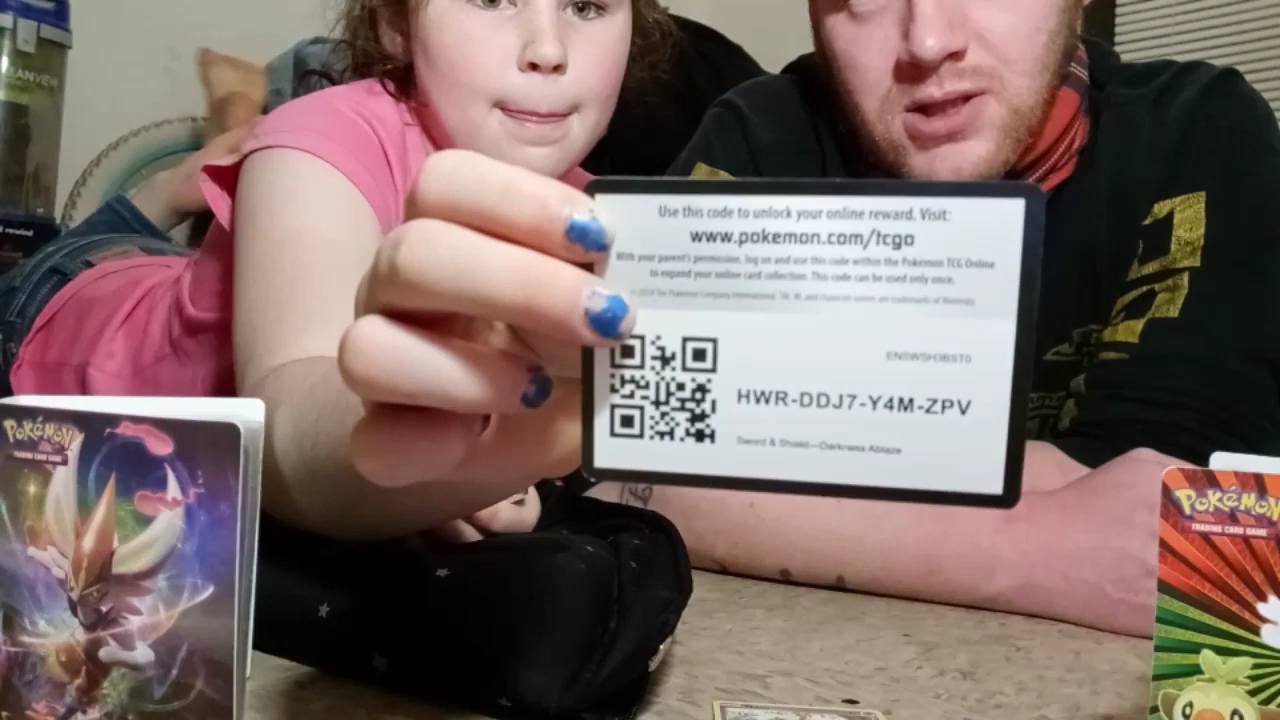 EANVIEW
rewind
Use this code to unlock your online reward. Visit:
www.pokemon.com/tcgo
With your parent's permission, log on and use this code within the Pokemon TCG Online
to expand your online card collection. This code can be used only once.
ENSWSH3BST0
HWR-DDJ7-Y4M-ZPV
Sword & Shield—Darkness Ablaze
POKéMON
TRADING CARD GAME
POKéMON
TRADING CARD GAME